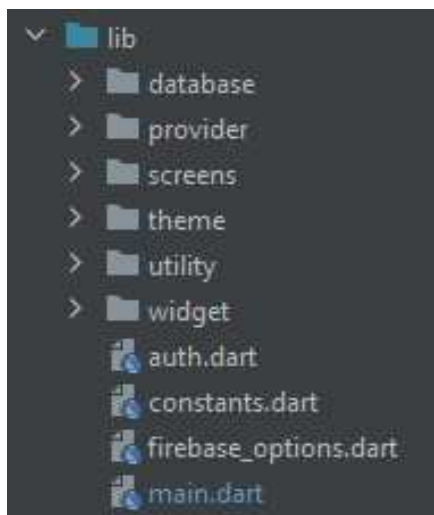 lib
database
provider
screens
theme
utility
widget
auth.dart
constants.dart
firebase_options.dart
main.dart